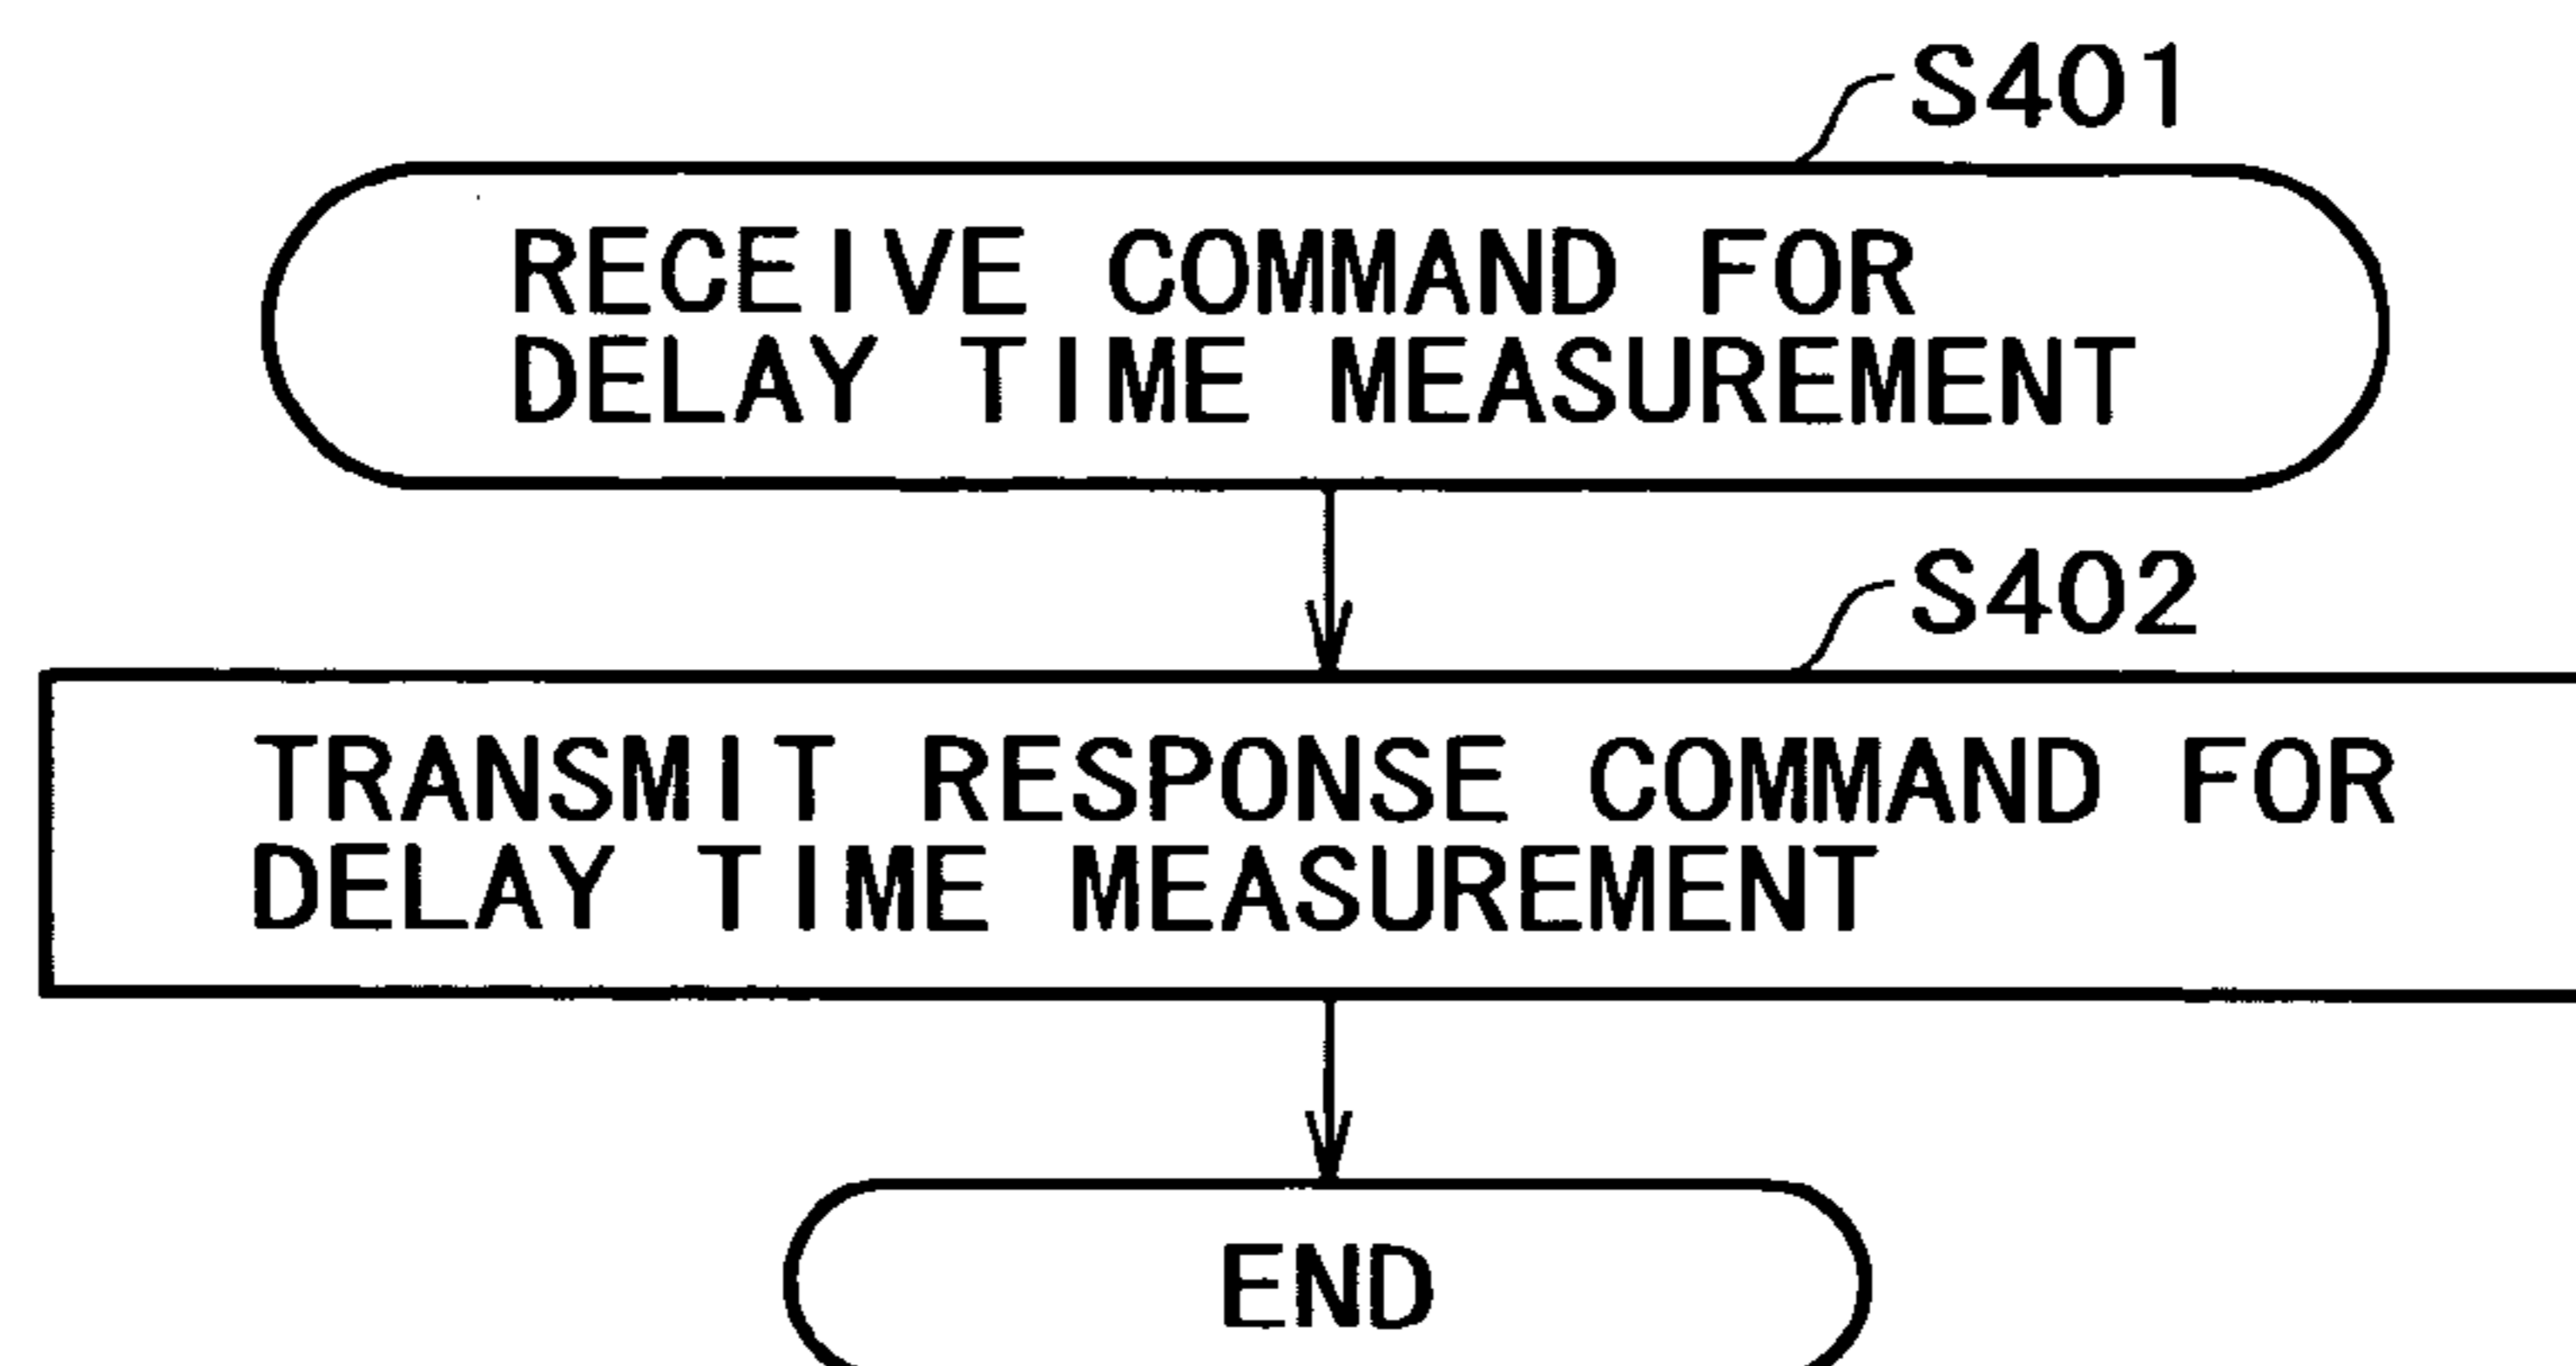 S401
RECEIVE COMMAND FOR
DELAY TIME MEASUREMENT
S402
TRANSMIT RESPONSE COMMAND FOR
DELAY TIME MEASUREMENT
END